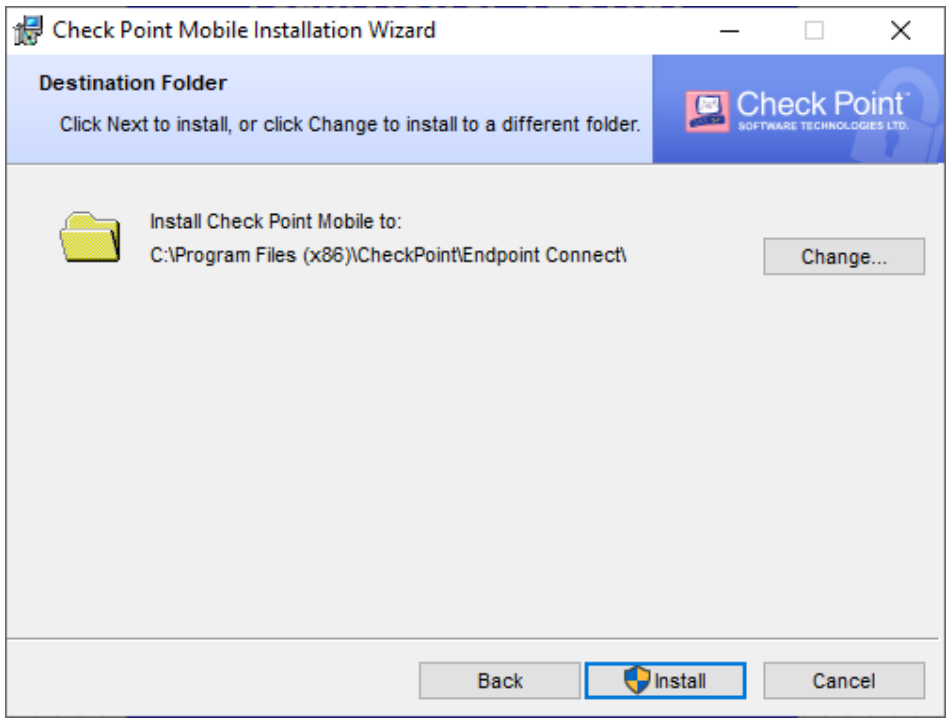 Check Point Mobile Installation Wizard
Destination Folder
Click Next to install, or click Change to install to a different folder.
Check Point™
SOFTWARE TECHNOLOGIES LTD.
Install Check Point Mobile to:
C:\Program Files (x86)\CheckPoint\Endpoint Connect\
Change...
Back
Install
Cancel